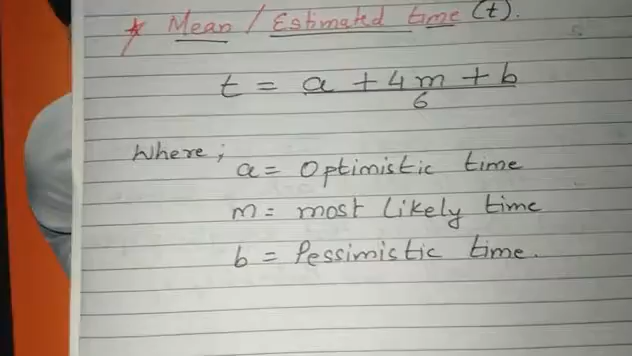 * Mean / Estimated time (t).
t = a + 4m + b
6
Where;
a = Optimistic time
m = most likely time
b = Pessimistic time.